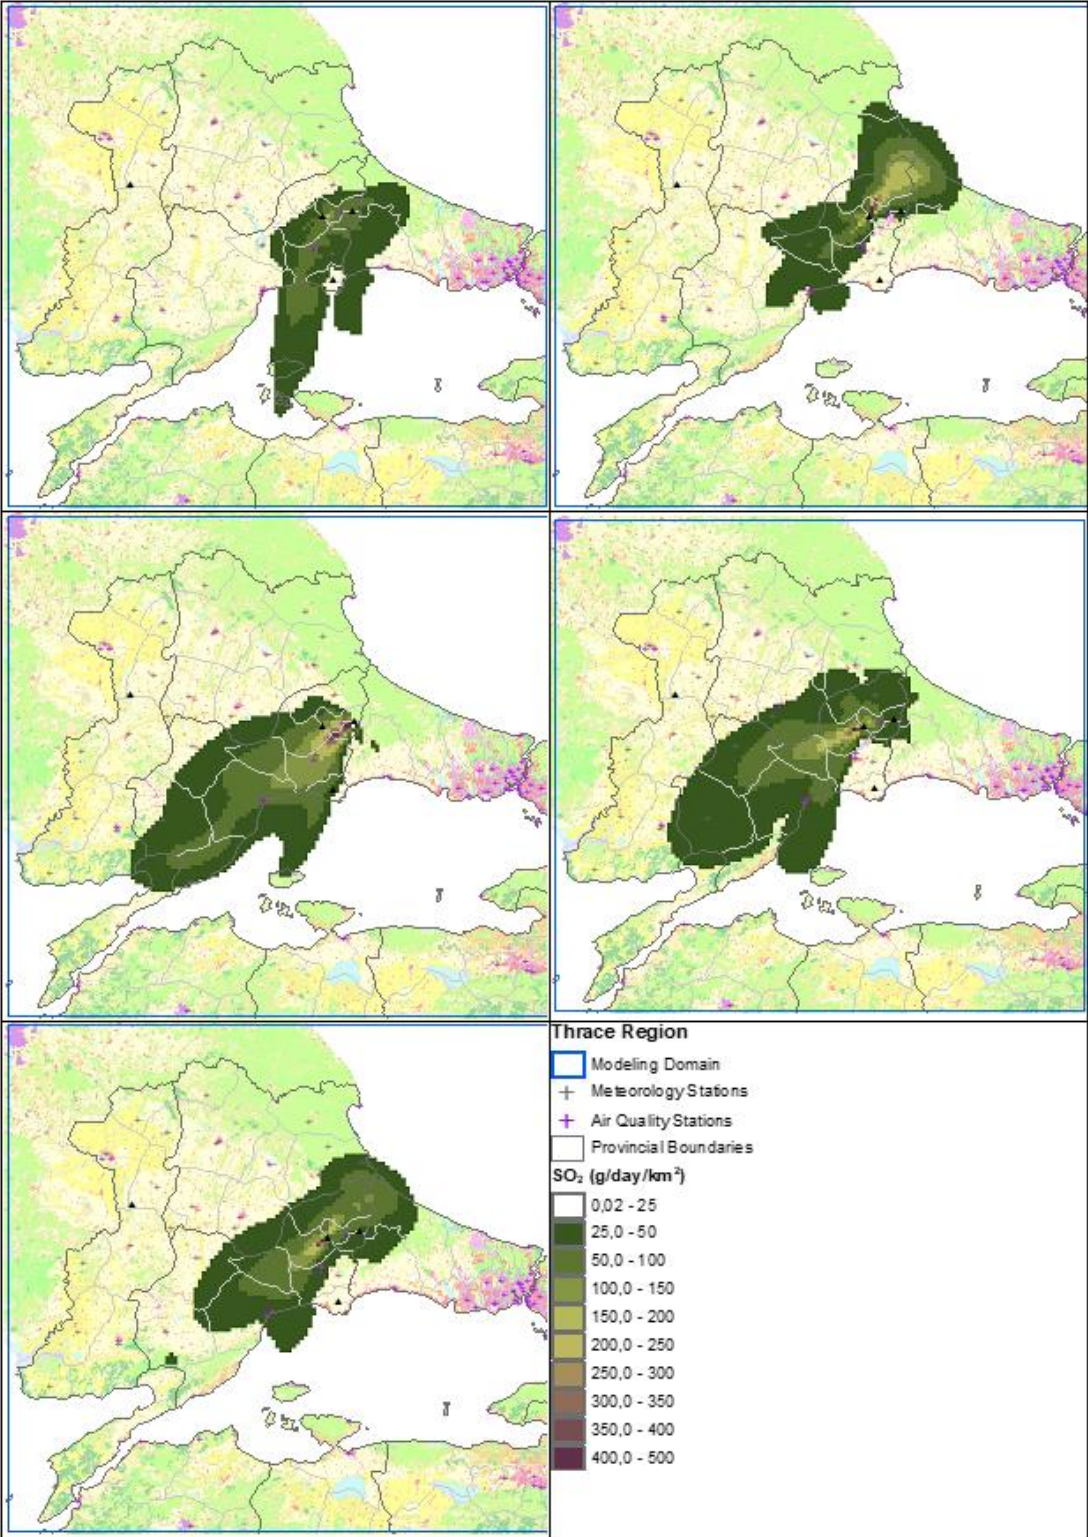 Thrace Region
Modeling Domain
Meteorology Stations
Air Quality Stations
Provincial Boundaries
SO₂ (g/day/km²)
0,02 - 25
25,0 - 50
50,0 - 100
100,0 - 150
150,0 - 200
200,0 - 250
250,0 - 300
300,0 - 350
350,0 - 400
400,0 - 500